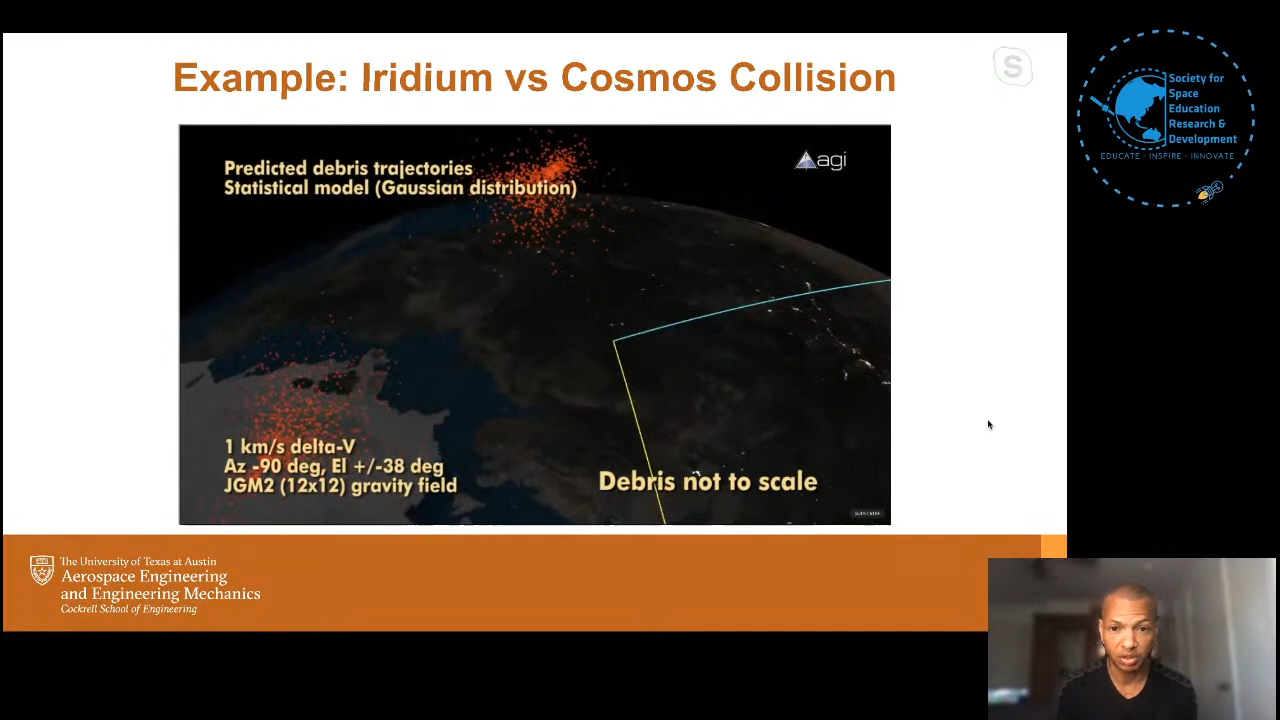 Example: Iridium vs Cosmos Collision
S
Predicted debris trajectories
Statistical model (Gaussian distribution)
agi
1 km/s delta-V
Az -90 deg, El +/-38 deg
JGM2 (12x12) gravity field
Debris not to scale
SUBSCRIBE
The University of Texas at Austin
Aerospace Engineering
and Engineering Mechanics
Cockrell School of Engineering
Society for
Space
Education
Research &
Development
EDUCATE · INSPIRE · INNOVATE